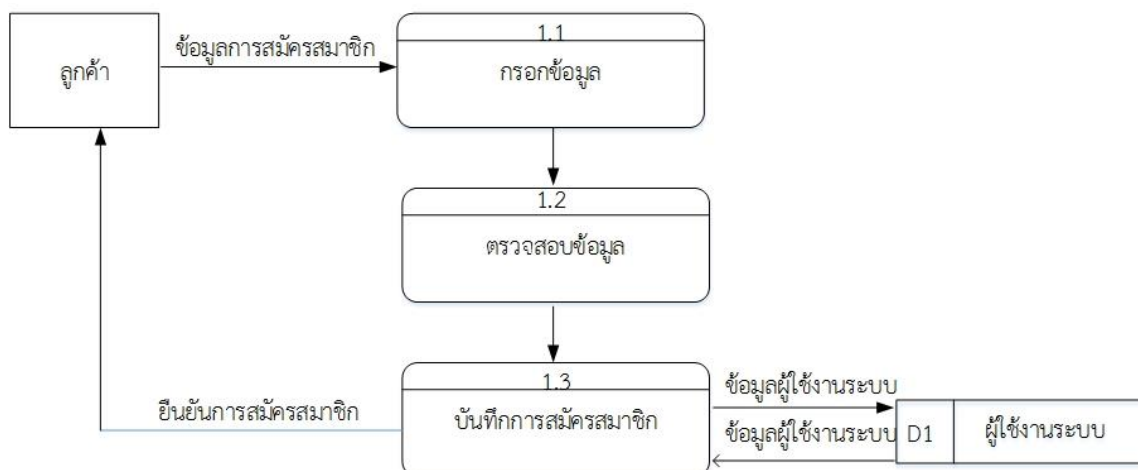 ลูกค้า
ข้อมูลการสมัครสมาชิก
1.1
กรอกข้อมูล
1.2
ตรวจสอบข้อมูล
1.3
บันทึกการสมัครสมาชิก
ยืนยันการสมัครสมาชิก
ข้อมูลผู้ใช้งานระบบ
ข้อมูลผู้ใช้งานระบบ
D1
ผู้ใช้งานระบบ